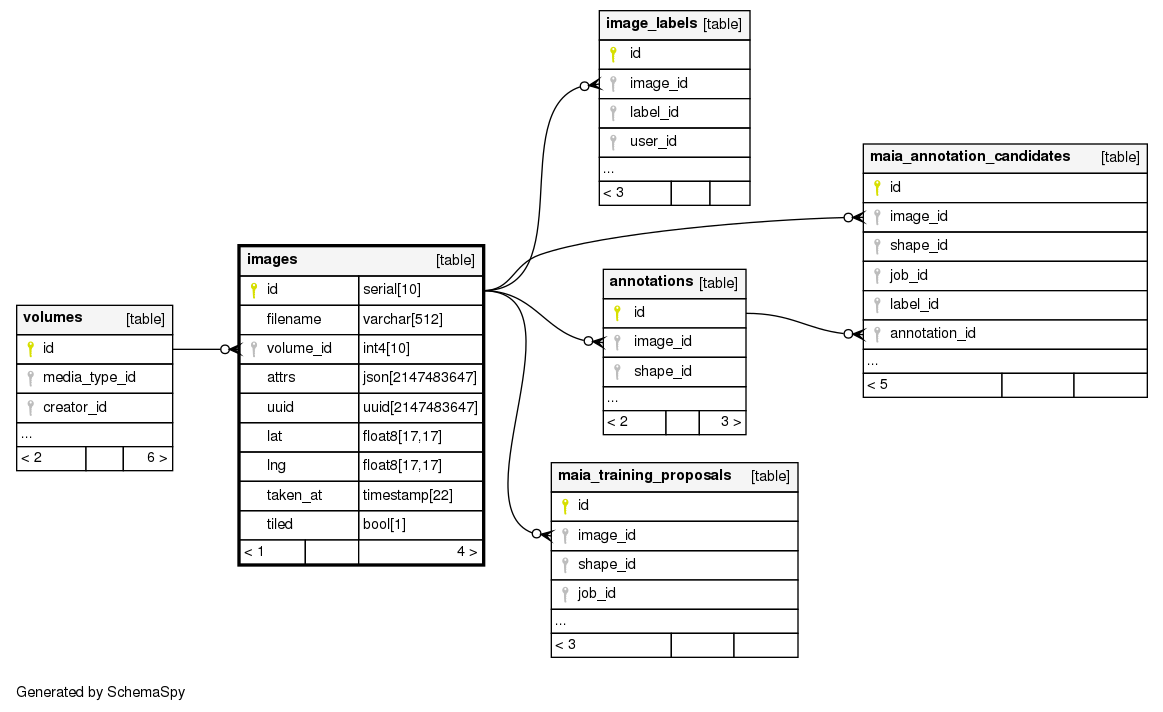 image_labels [table]
id
image_id
label_id
user_id
...
< 3
maia_annotation_candidates [table]
id
image_id
shape_id
job_id
label_id
annotation_id
...
< 5
images [table]
id serial[10]
filename varchar[512]
volume_id int4[10]
attrs json[2147483647]
uuid uuid[2147483647]
lat float8[17,17]
lng float8[17,17]
taken_at timestamp[22]
tiled bool[1]
< 1 4 >
annotations [table]
id
image_id
shape_id
...
< 2 3 >
volumes [table]
id
media_type_id
creator_id
...
< 2 6 >
maia_training_proposals [table]
id
image_id
shape_id
job_id
...
< 3
Generated by SchemaSpy